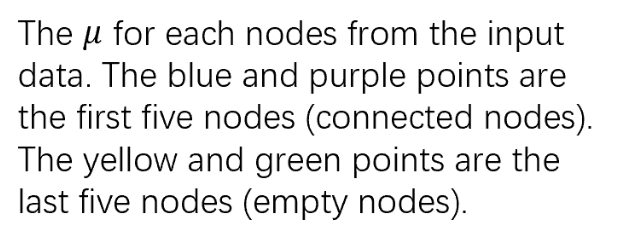 The μ for each nodes from the input
data. The blue and purple points are
the first five nodes (connected nodes).
The yellow and green points are the
last five nodes (empty nodes).